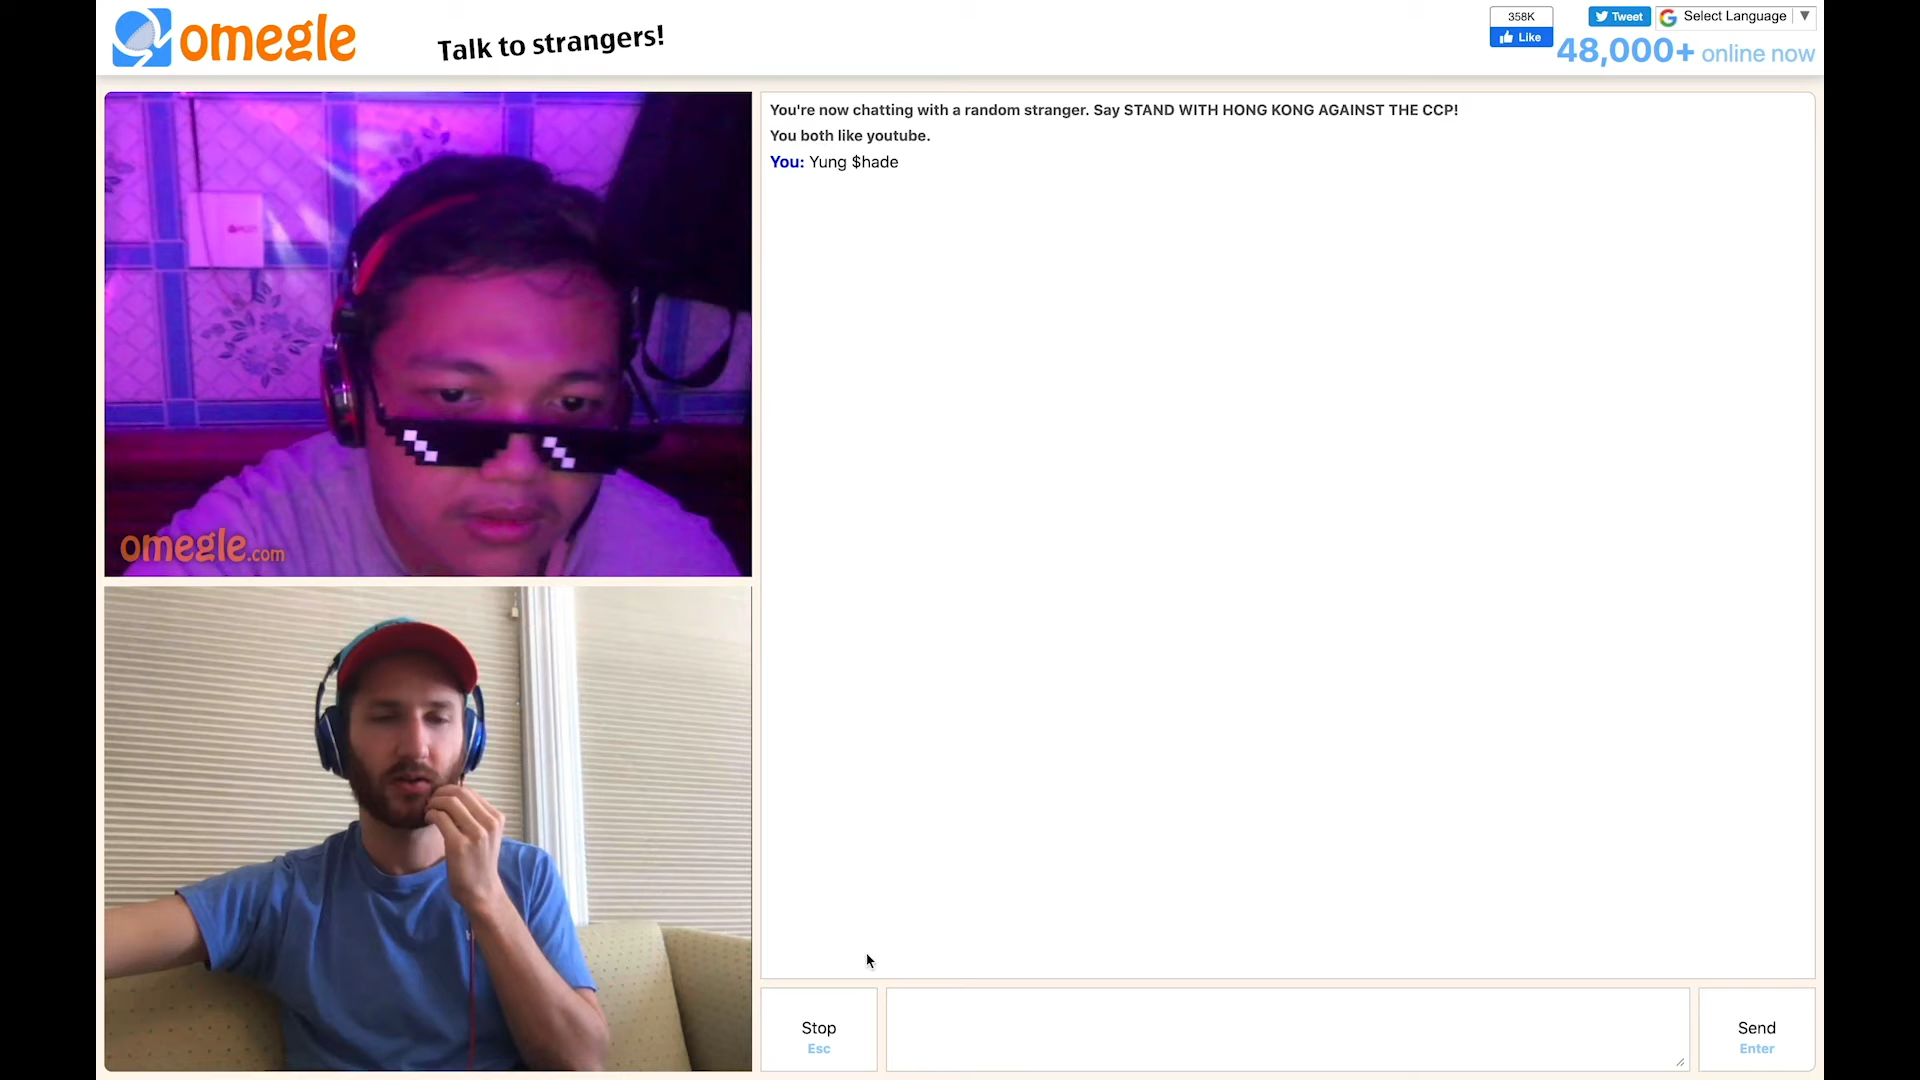 omegle
Talk to strangers!
358K
Like
Tweet
Select Language
48,000+ online now
You're now chatting with a random stranger. Say STAND WITH HONG KONG AGAINST THE CCP!
You both like youtube.
You: Yung $hade
omegle.com
Stop
Esc
Send
Enter